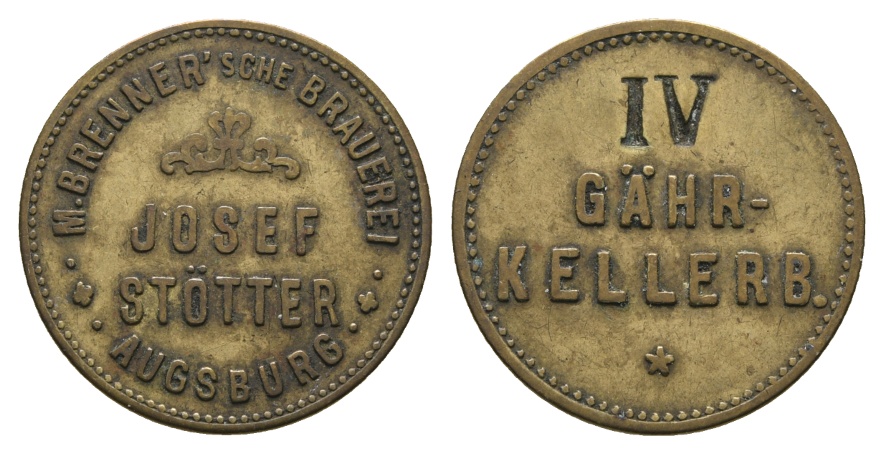 M. BRENNER'SCHE BRAUEREI
JOSEF
STÖTTER
AUGSBURG
IV
GÄHR-
KELLERB.